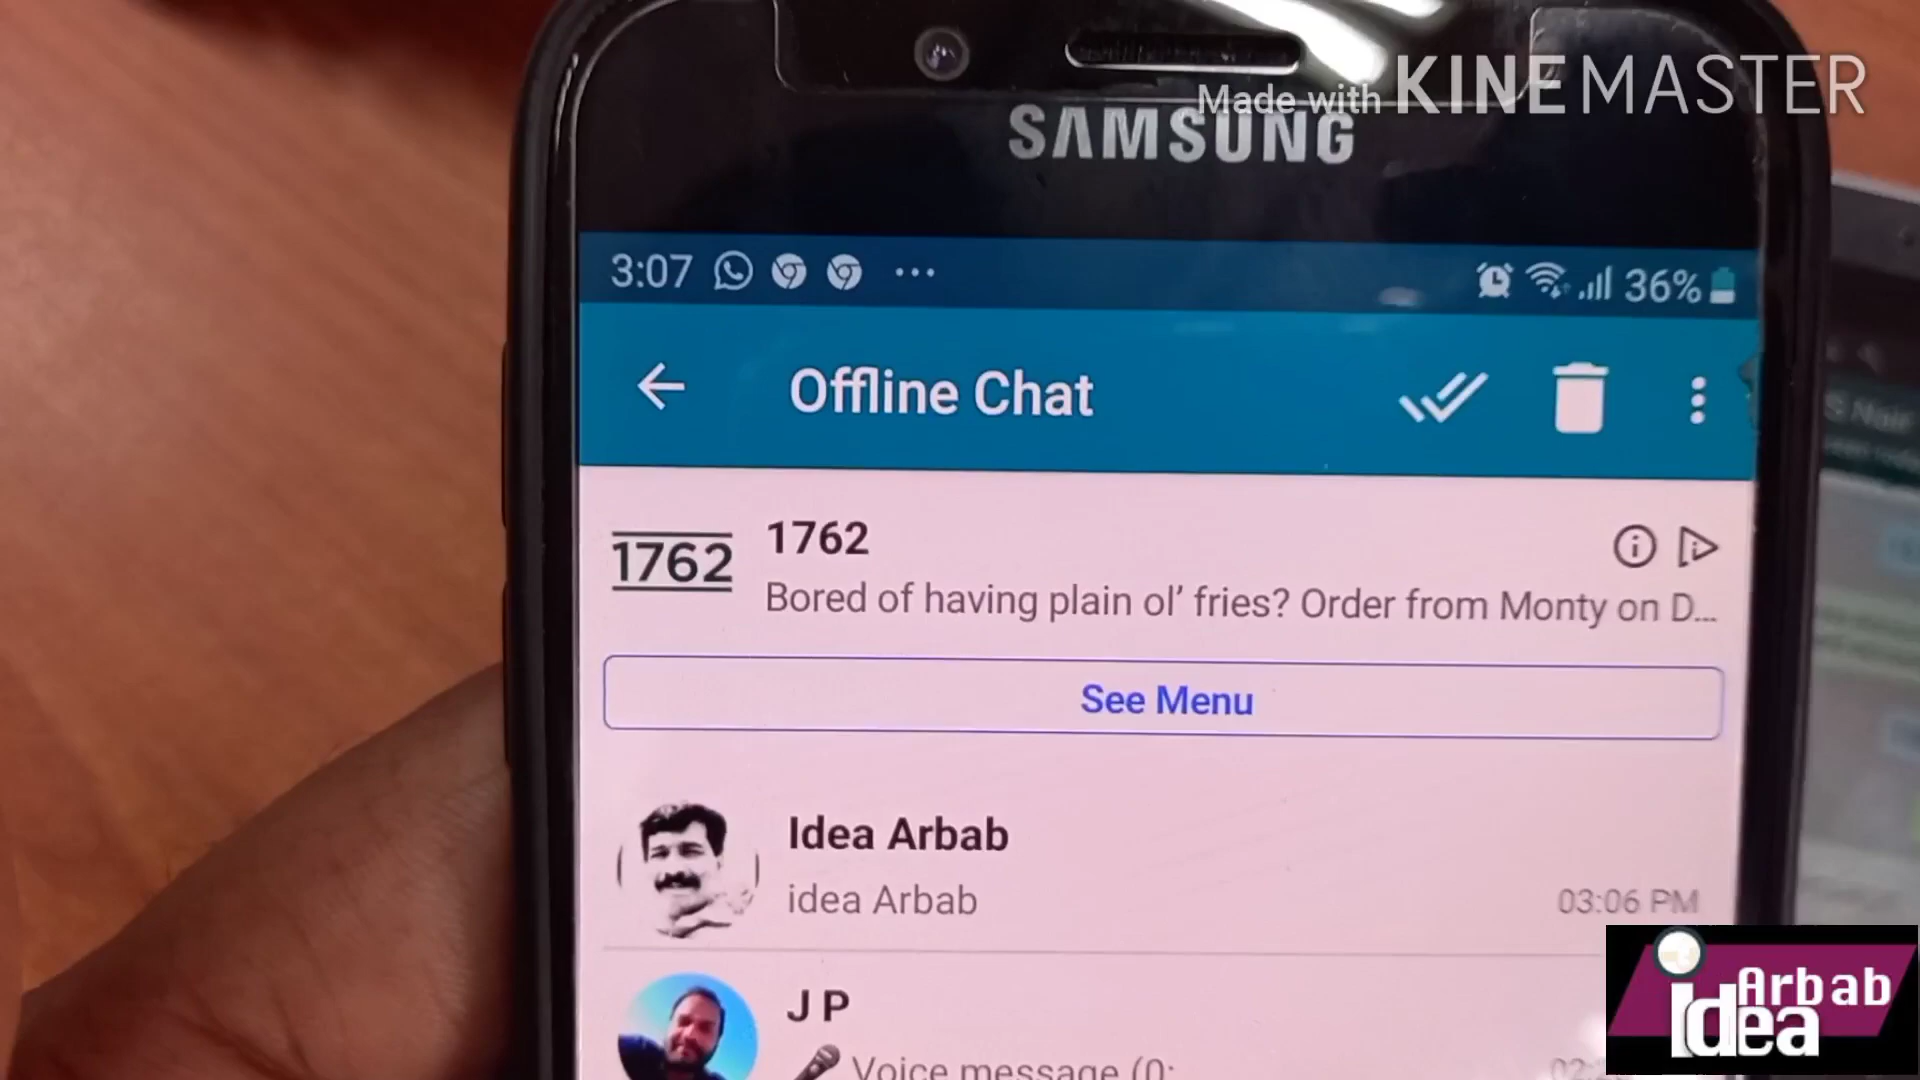 Made with KINEMASTER
SAMSUNG
3:07 ... 36%
Offline Chat
1762
1762
Bored of having plain ol' fries? Order from Monty on D...
See Menu
Idea Arbab
idea Arbab
03:06 PM
J P
Voice message (0:
Arbab
Idea